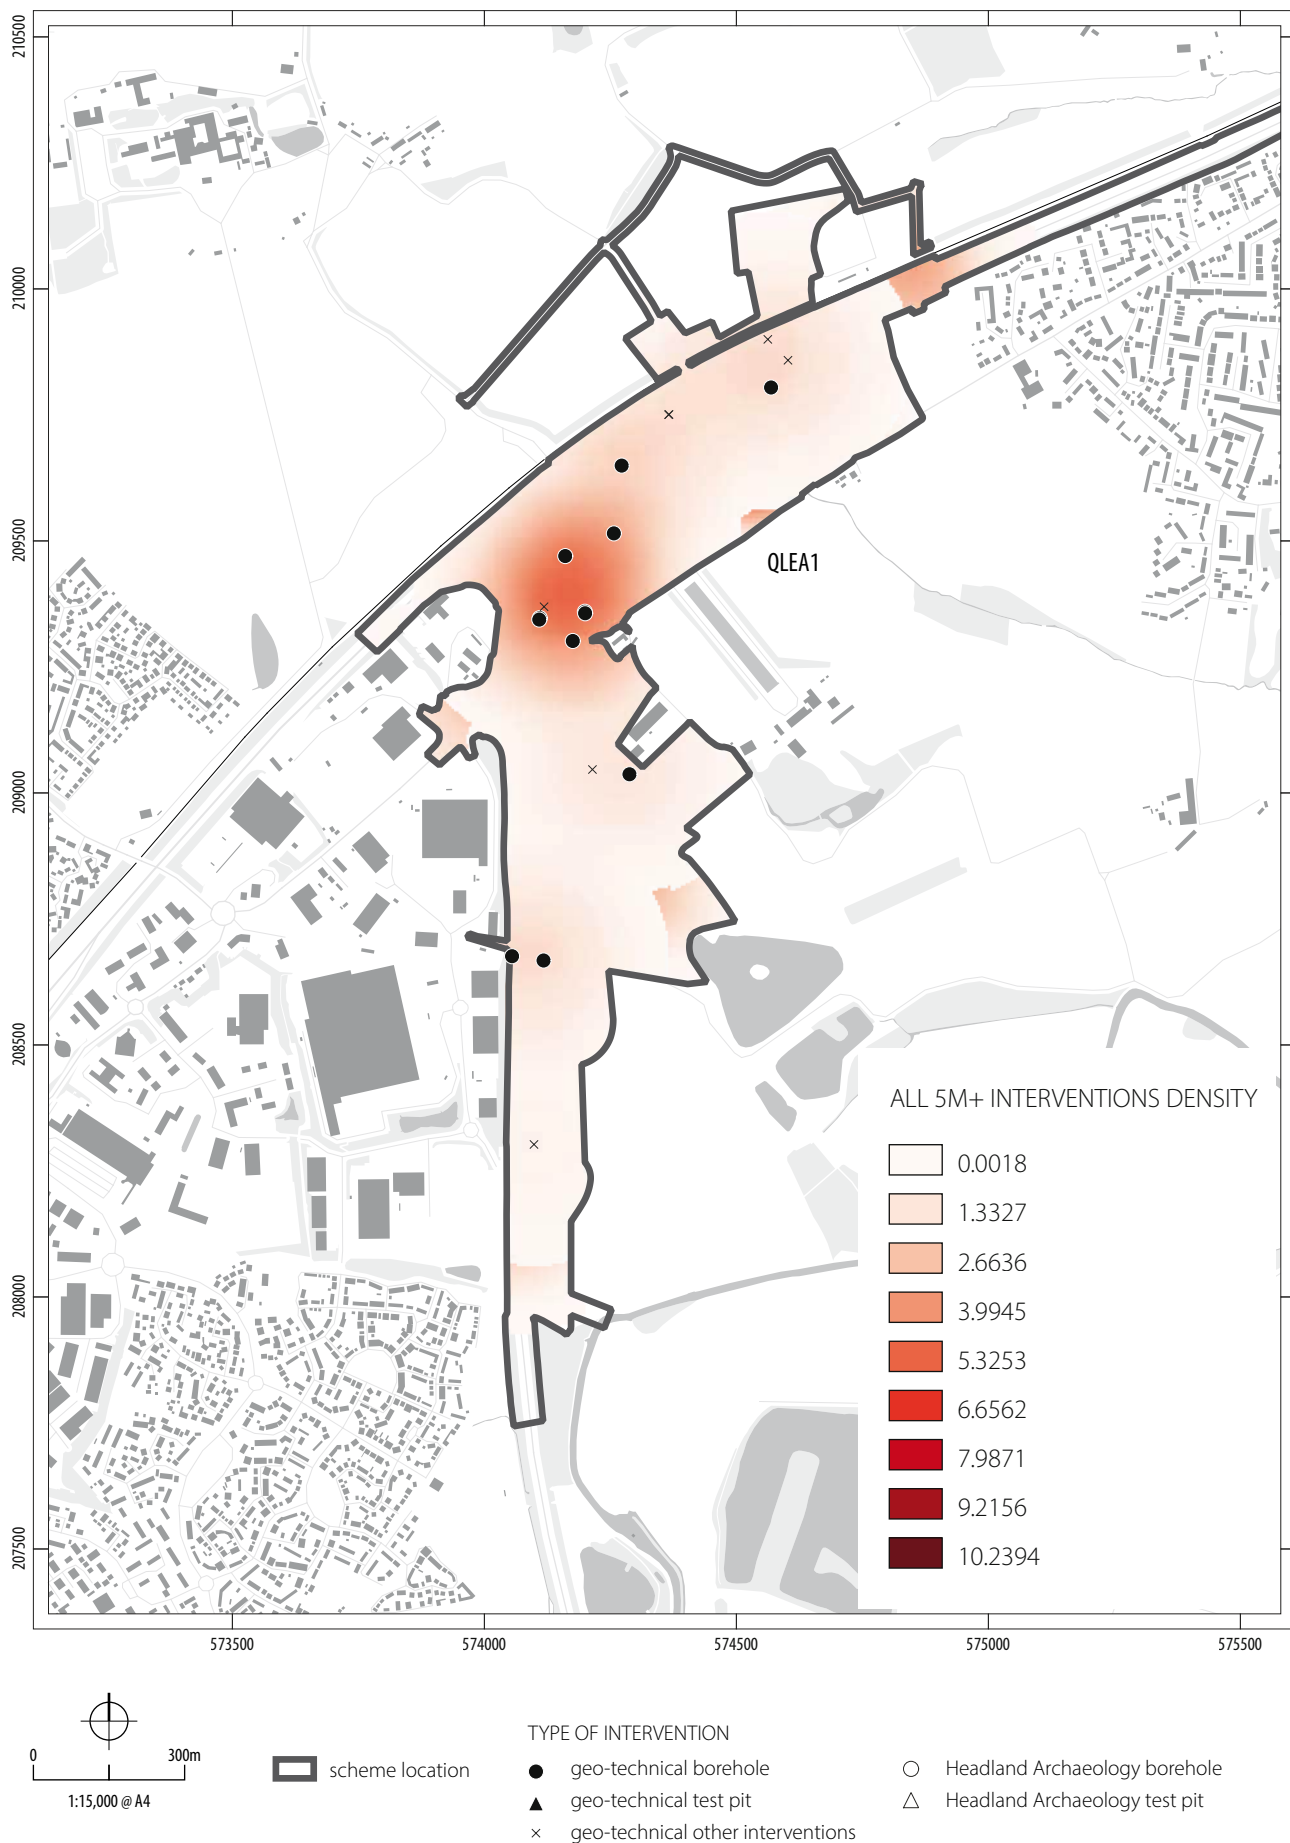 210500
210000
209500
209000
208500
208000
207500
QLEA1
ALL 5M+ INTERVENTIONS DENSITY
0.0018
1.3327
2.6636
3.9945
5.3253
6.6562
7.9871
9.2156
10.2394
573500 574000 574500 575000 575500
0 300m
1:15,000 @ A4
scheme location
TYPE OF INTERVENTION
geo-technical borehole
geo-technical test pit
geo-technical other interventions
Headland Archaeology borehole
Headland Archaeology test pit